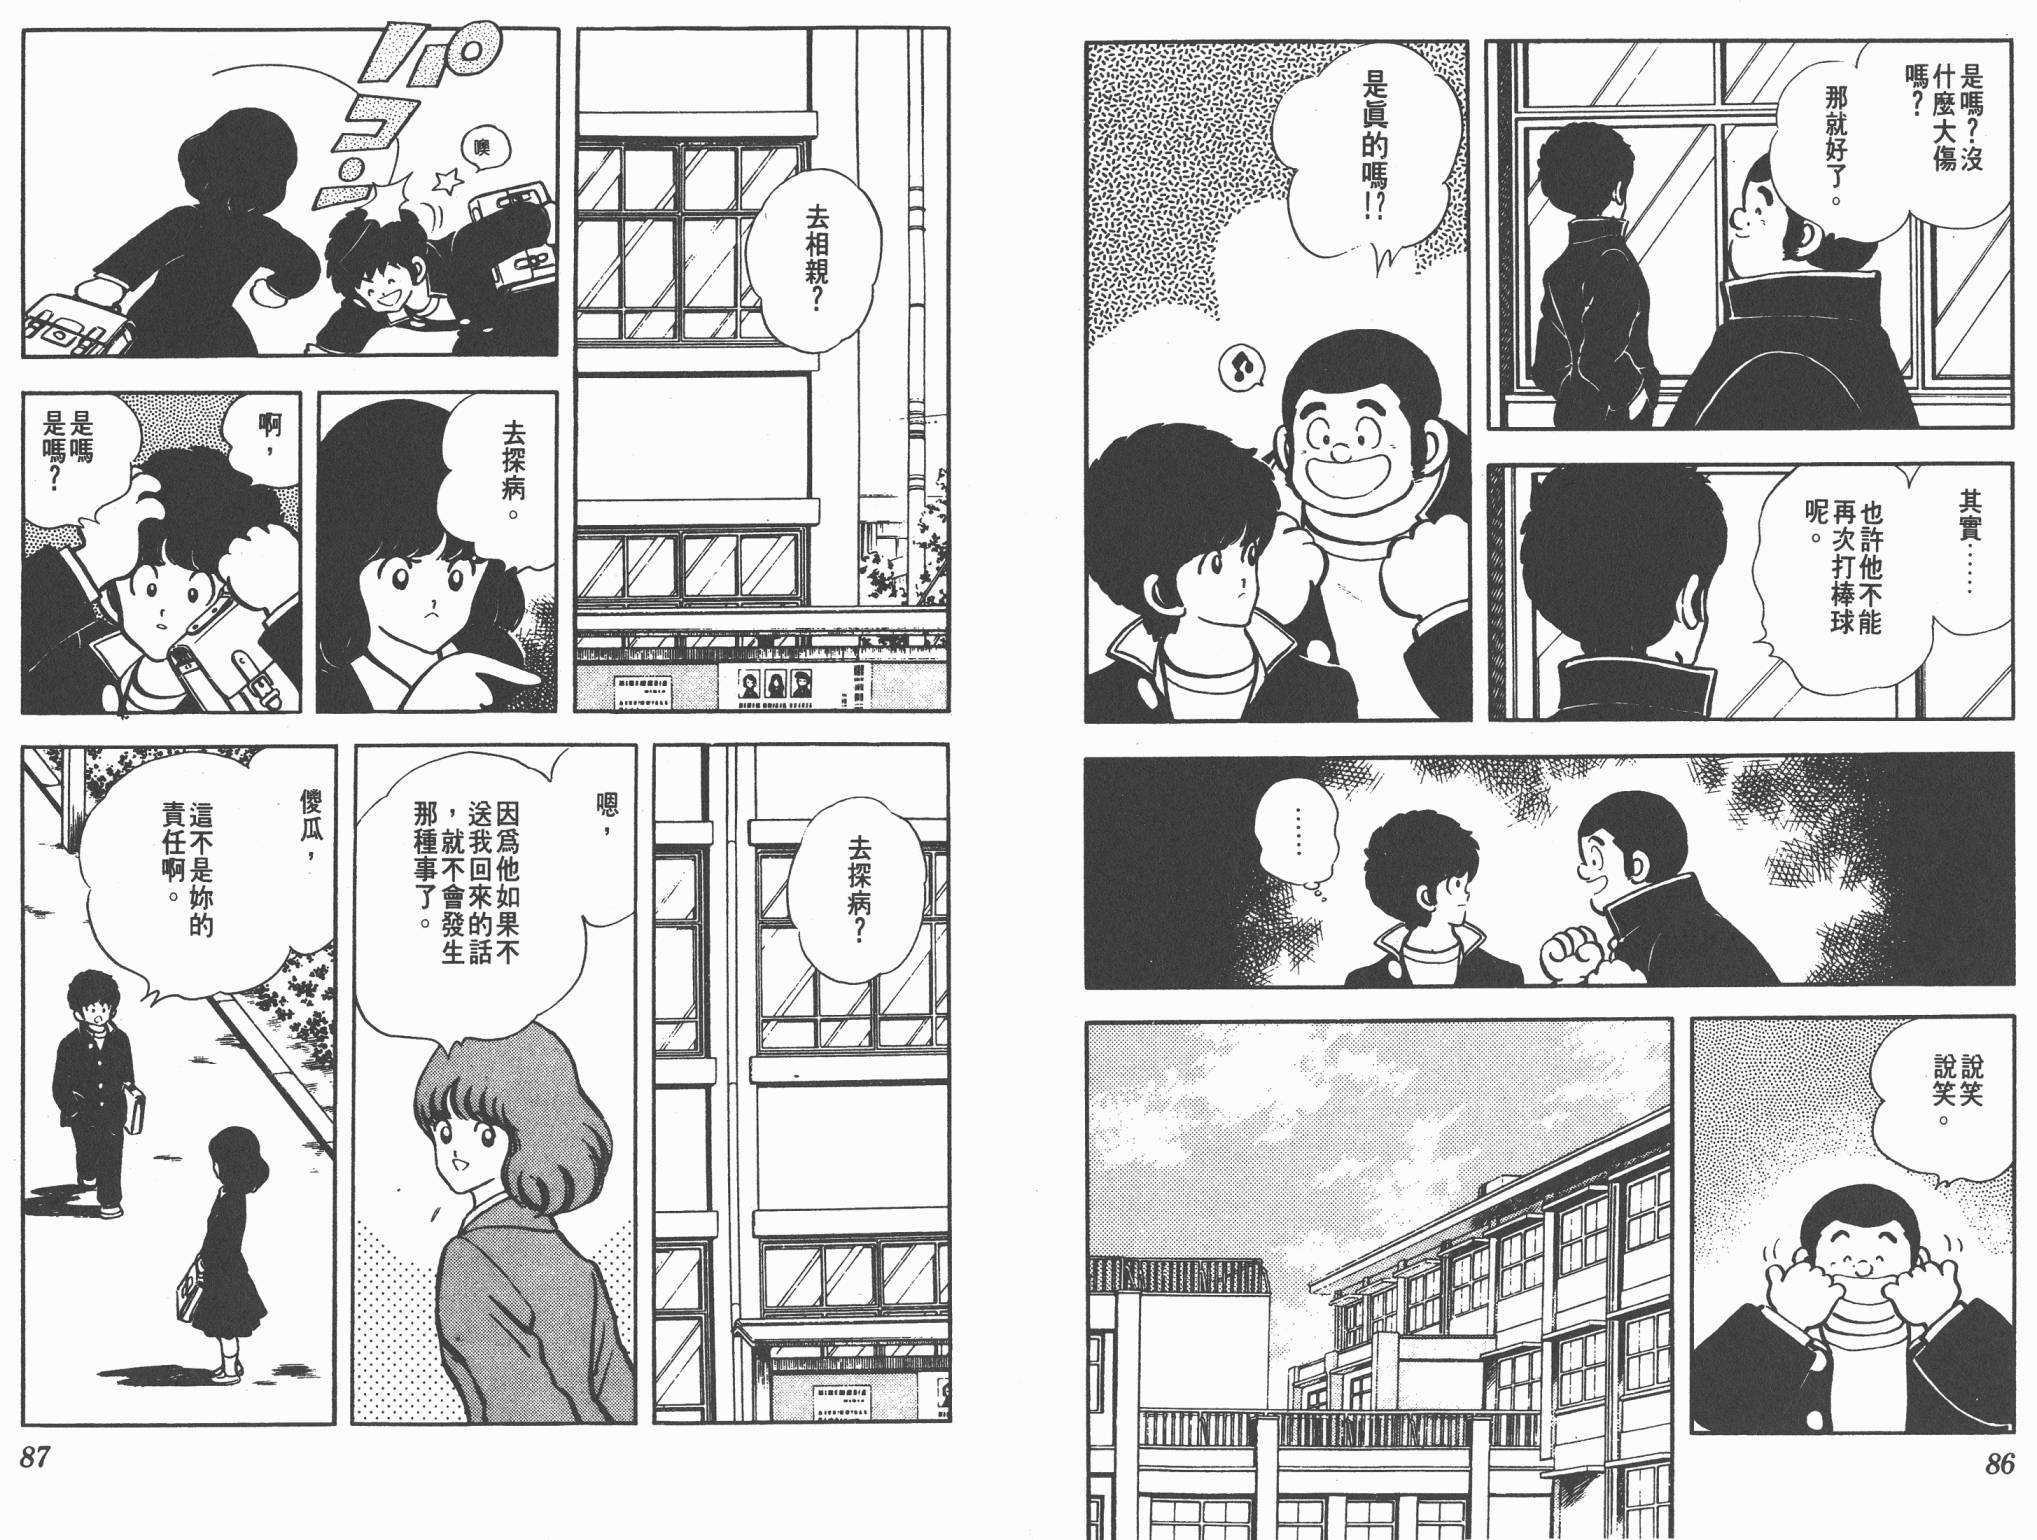 是嗎？沒
什麼大傷
嗎？
那就好了。
其實……
也許他不能
再次打棒球
呢。
是眞的嗎!?
……
說笑
說笑。
86
去相親？
パコン
噢
去探病。
啊，
是嗎
是嗎？
去探病？
嗯，
因爲他如果不
送我回來的話
，就不會發生
那種事了。
傻瓜，
這不是妳的
責任啊。
87